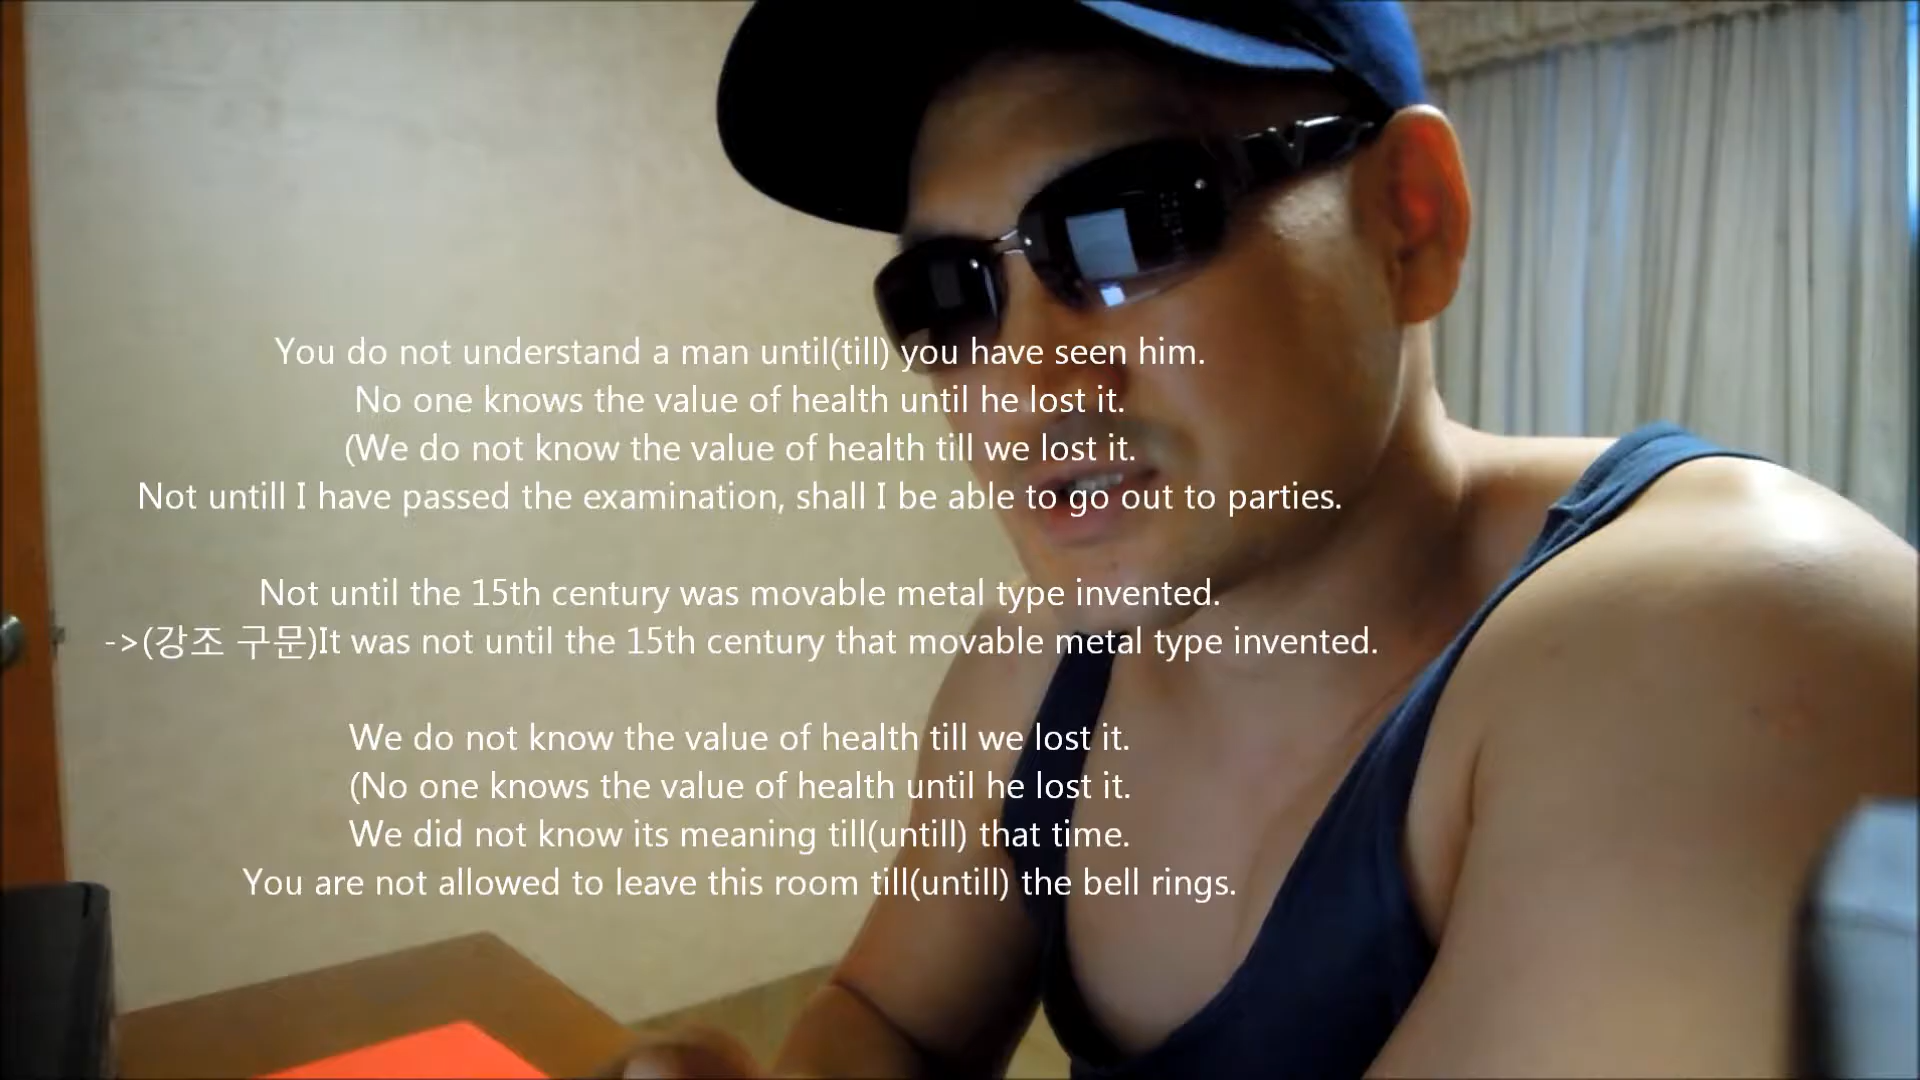 You do not understand a man until(till) you have seen him.
No one knows the value of health until he lost it.
(We do not know the value of health till we lost it.
Not untill I have passed the examination, shall I be able to go out to parties.
Not until the 15th century was movable metal type invented.
->(강조 구문)It was not until the 15th century that movable metal type invented.
We do not know the value of health till we lost it.
(No one knows the value of health until he lost it.
We did not know its meaning till(untill) that time.
You are not allowed to leave this room till(untill) the bell rings.